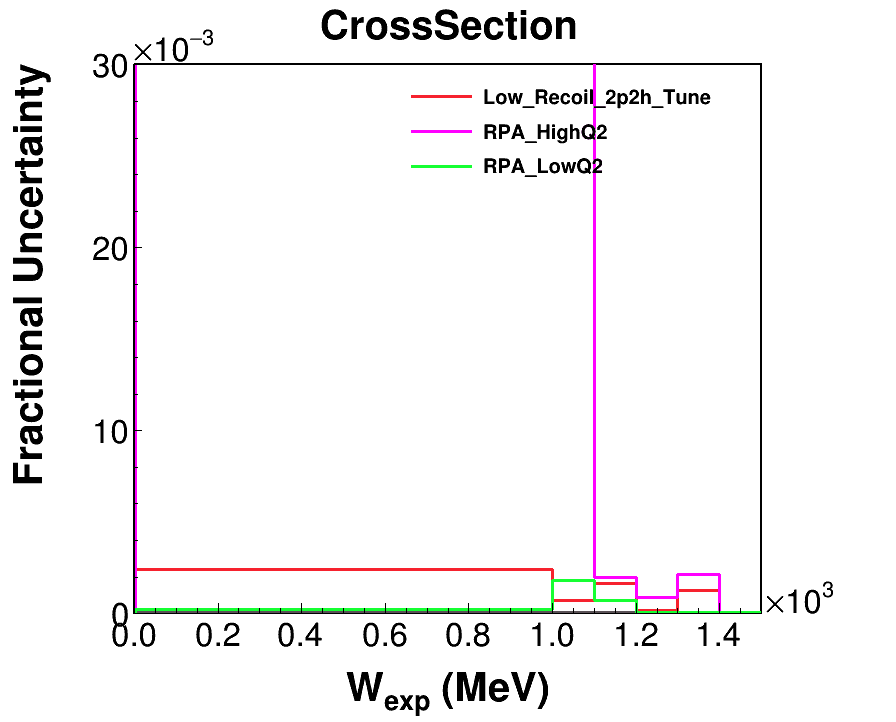 CrossSection
×10⁻³
30
20
10
0
Fractional Uncertainty
Low_Recoil_2p2h_Tune
RPA_HighQ2
RPA_LowQ2
0.0 0.2 0.4 0.6 0.8 1.0 1.2 1.4
×10³
W_exp (MeV)